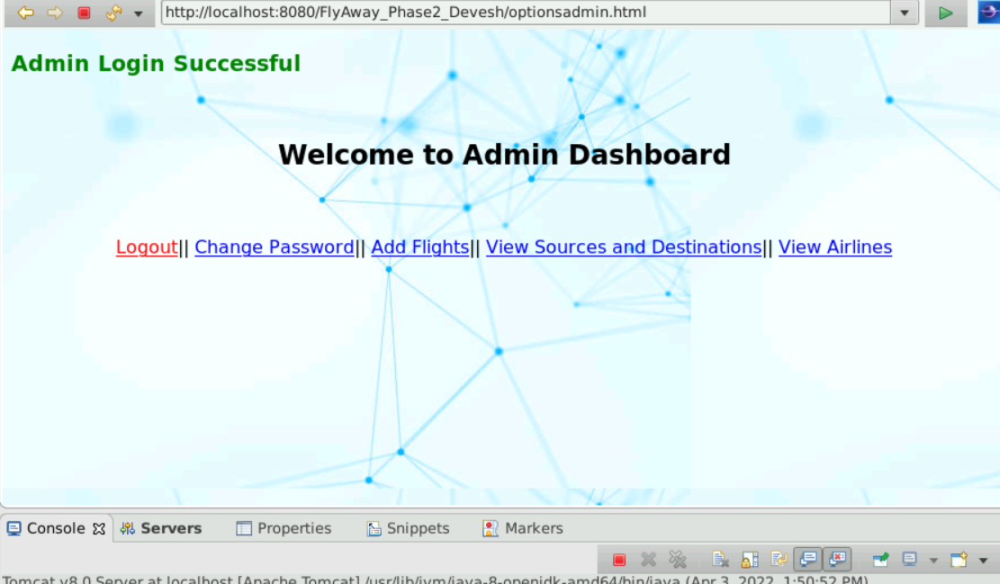 http://localhost:8080/FlyAway_Phase2_Devesh/optionsadmin.html
Admin Login Successful
Welcome to Admin Dashboard
Logout|| Change Password|| Add Flights|| View Sources and Destinations|| View Airlines
Console Servers Properties Snippets Markers
Tomcat v8.0 Server at localhost [Apache Tomcat] /usr/lib/jvm/java-8-openjdk-amd64/bin/java (Apr 3, 2022, 1:50:52 PM)